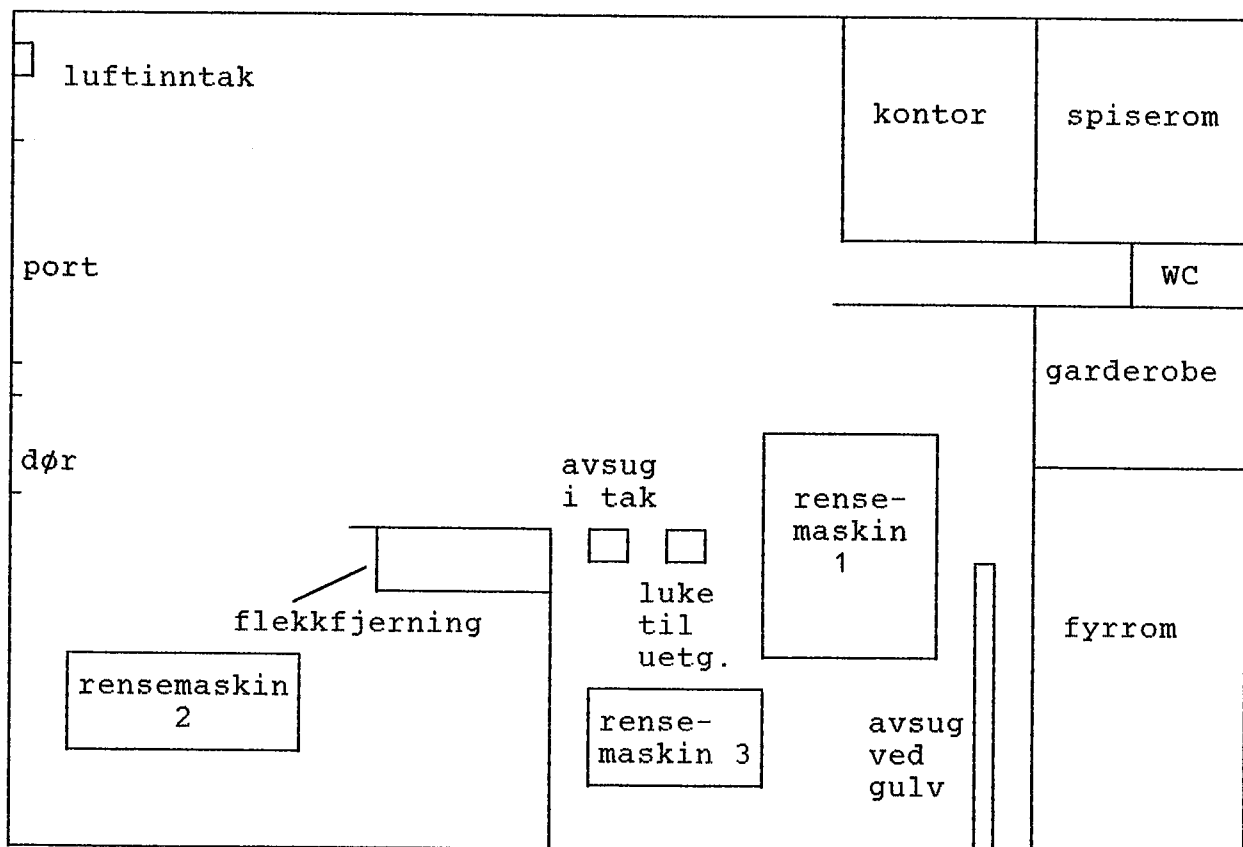 luftinntak
kontor
spiserom
port
WC
garderobe
dør
avsug
i tak
rense-
maskin
1
luke
til
uetg.
flekkfjerning
fyrrom
rensemaskin
2
rense-
maskin 3
avsug
ved
gulv